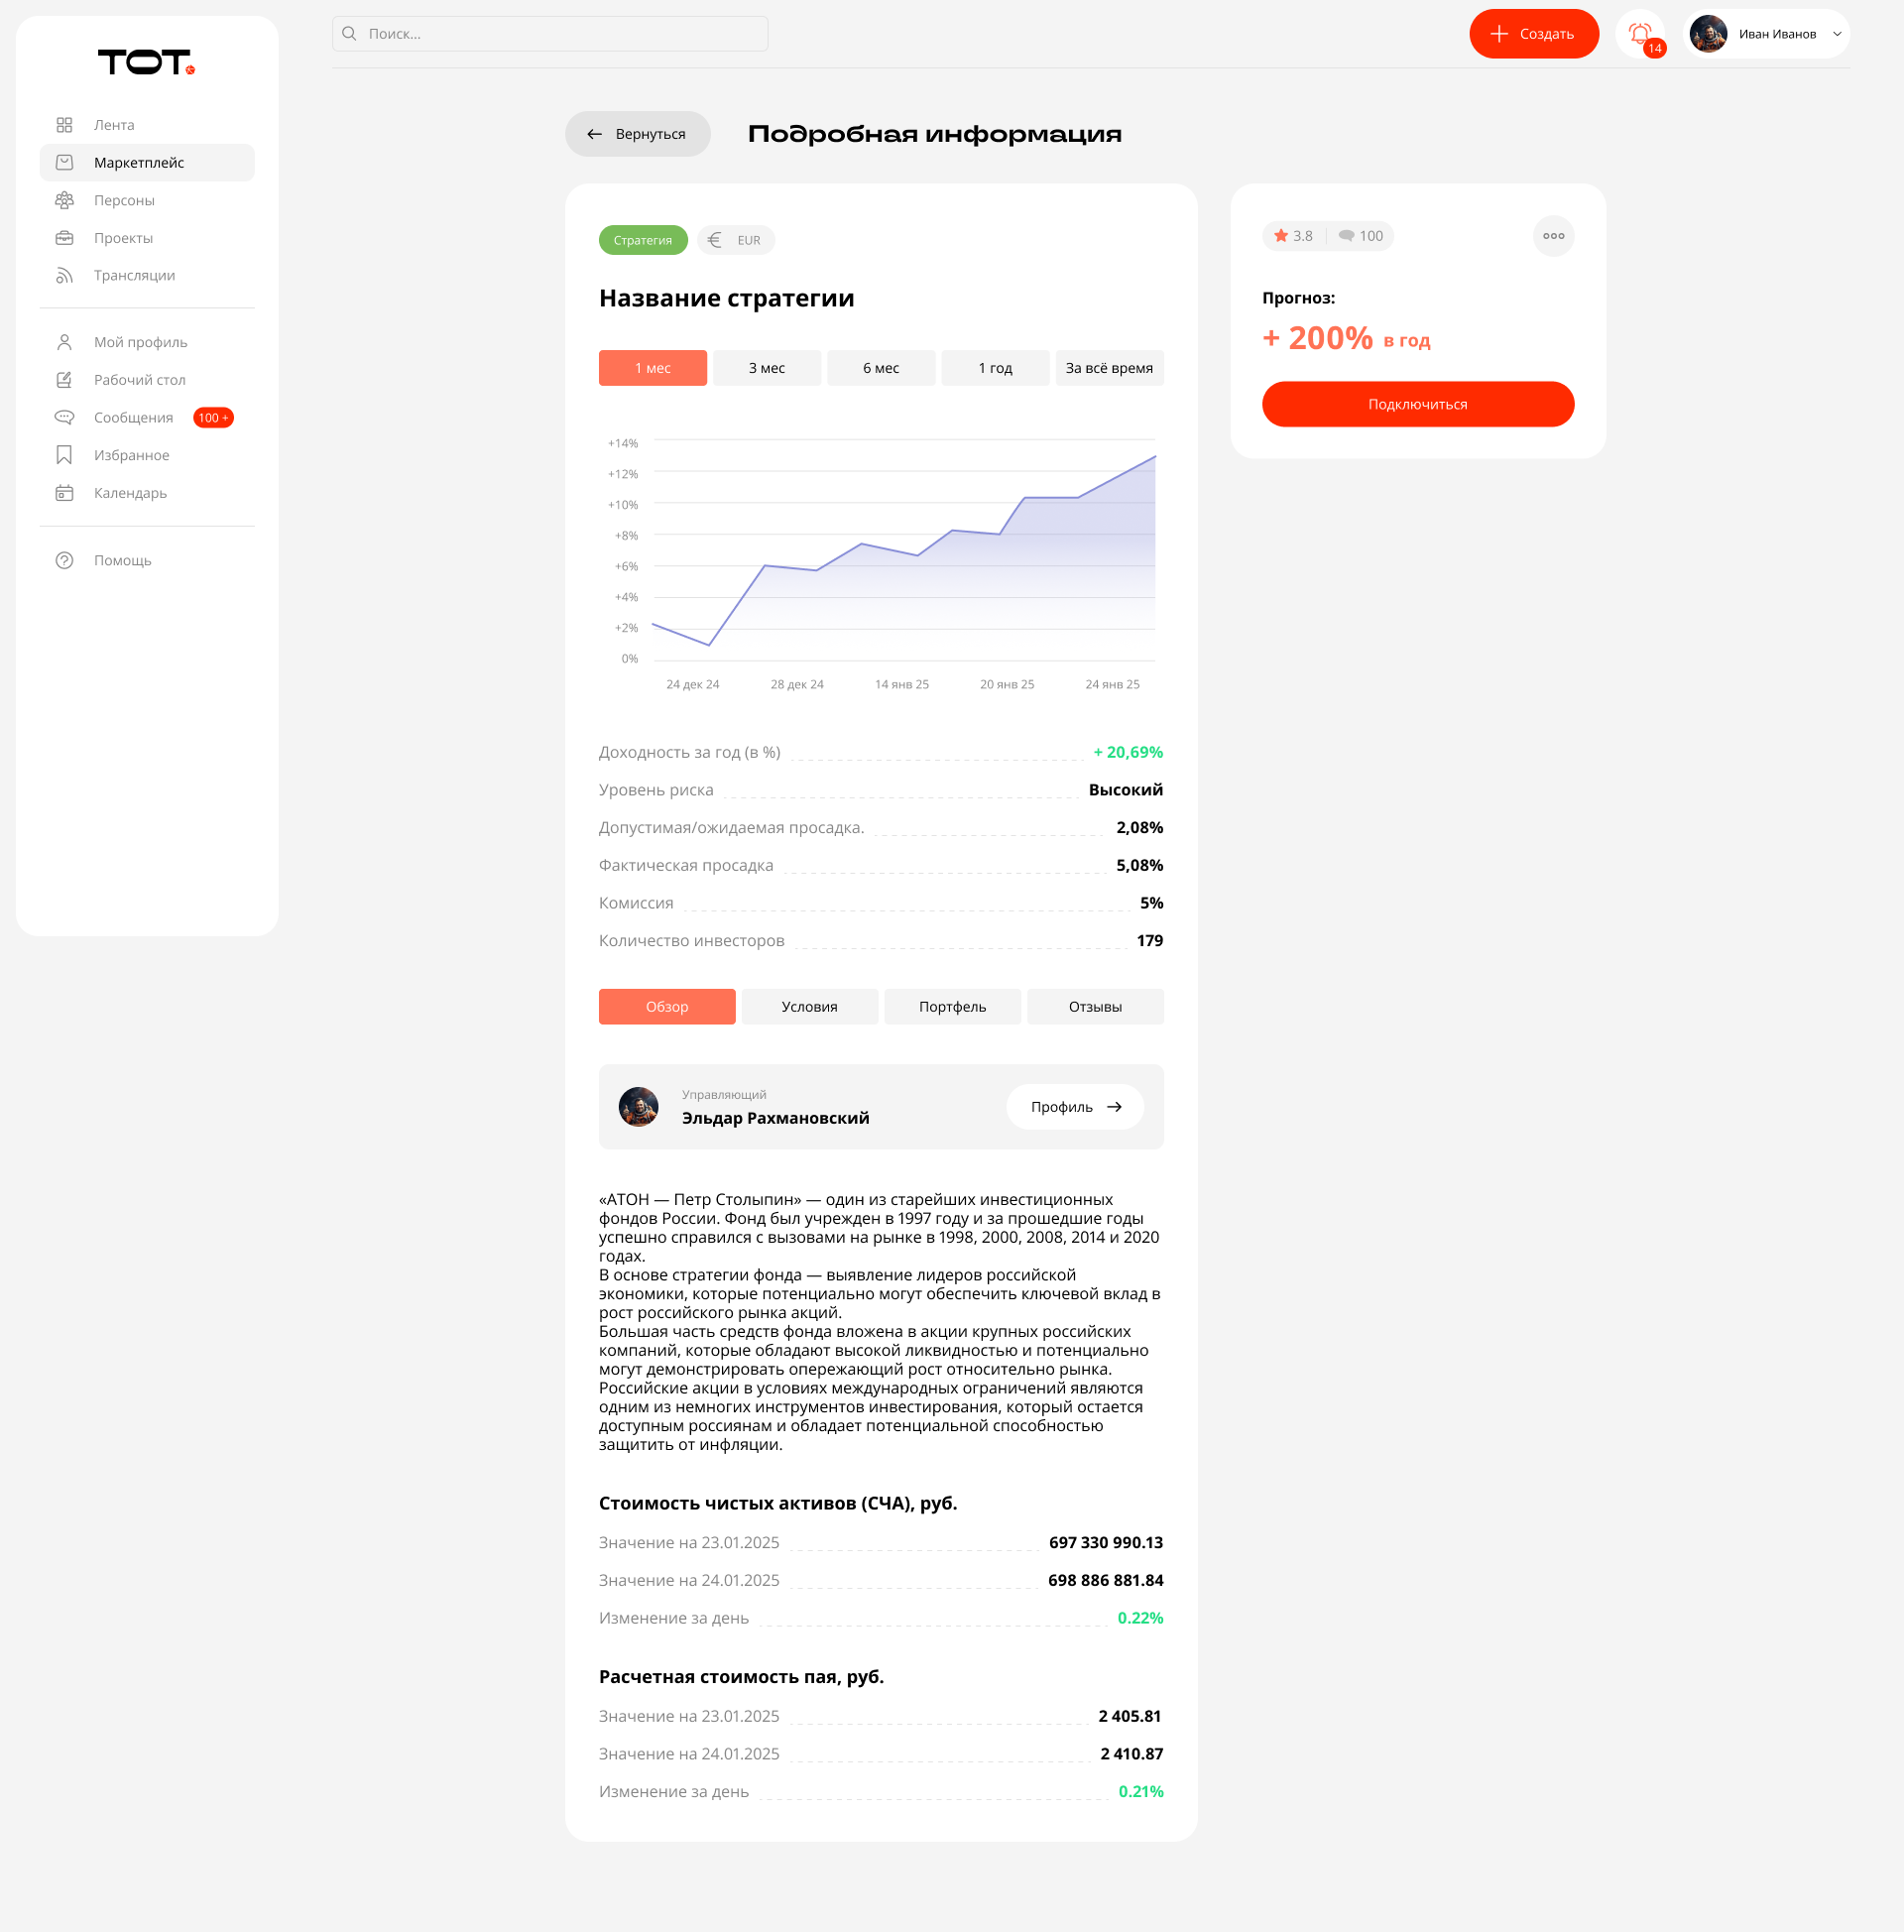 ТОТ.
Лента
Маркетплейс
Персоны
Проекты
Трансляции
Мой профиль
Рабочий стол
Сообщения 100 +
Избранное
Календарь
Помощь
Поиск...
Создать
14
Иван Иванов
Вернуться
Подробная информация
Стратегия
€ EUR
Название стратегии
1 мес 3 мес 6 мес 1 год За всё время
+14%
+12%
+10%
+8%
+6%
+4%
+2%
0%
24 дек 24 28 дек 24 14 янв 25 20 янв 25 24 янв 25
Доходность за год (в %) + 20,69%
Уровень риска Высокий
Допустимая/ожидаемая просадка. 2,08%
Фактическая просадка 5,08%
Комиссия 5%
Количество инвесторов 179
Обзор Условия Портфель Отзывы
Управляющий
Эльдар Рахмановский
Профиль
«АТОН — Петр Столыпин» — один из старейших инвестиционных
фондов России. Фонд был учрежден в 1997 году и за прошедшие годы
успешно справился с вызовами на рынке в 1998, 2000, 2008, 2014 и 2020
годах.
В основе стратегии фонда — выявление лидеров российской
экономики, которые потенциально могут обеспечить ключевой вклад в
рост российского рынка акций.
Большая часть средств фонда вложена в акции крупных российских
компаний, которые обладают высокой ликвидностью и потенциально
могут демонстрировать опережающий рост относительно рынка.
Российские акции в условиях международных ограничений являются
одним из немногих инструментов инвестирования, который остается
доступным россиянам и обладает потенциальной способностью
защитить от инфляции.
Стоимость чистых активов (СЧА), руб.
Значение на 23.01.2025 697 330 990.13
Значение на 24.01.2025 698 886 881.84
Изменение за день 0.22%
Расчетная стоимость пая, руб.
Значение на 23.01.2025 2 405.81
Значение на 24.01.2025 2 410.87
Изменение за день 0.21%
3.8 100
Прогноз:
+ 200% в год
Подключиться